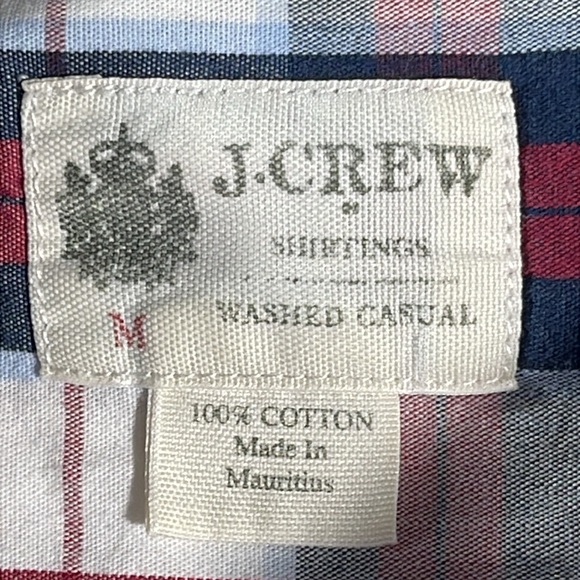 J.CREW
SHIRTINGS
WASHED CASUAL
M
100% COTTON
Made In
Mauritius